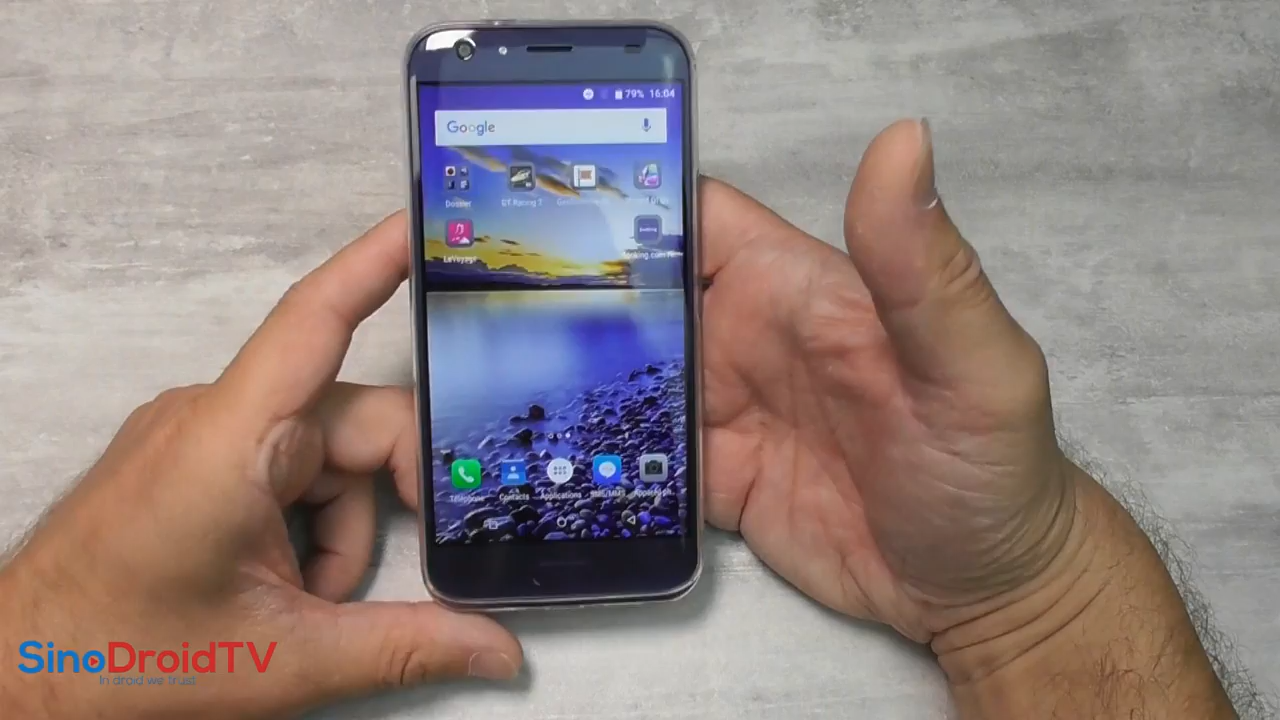 79% 16:04
Google
Dossier
GT Racing 2
Booking.com
Téléphone
Contacts
Applications
SMS/MMS
SinoDroidTV
In droid we trust